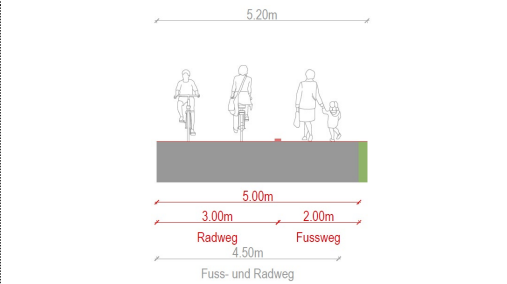 5.20m
5.00m
3.00m 2.00m
Radweg Fussweg
4.50m
Fuss- und Radweg